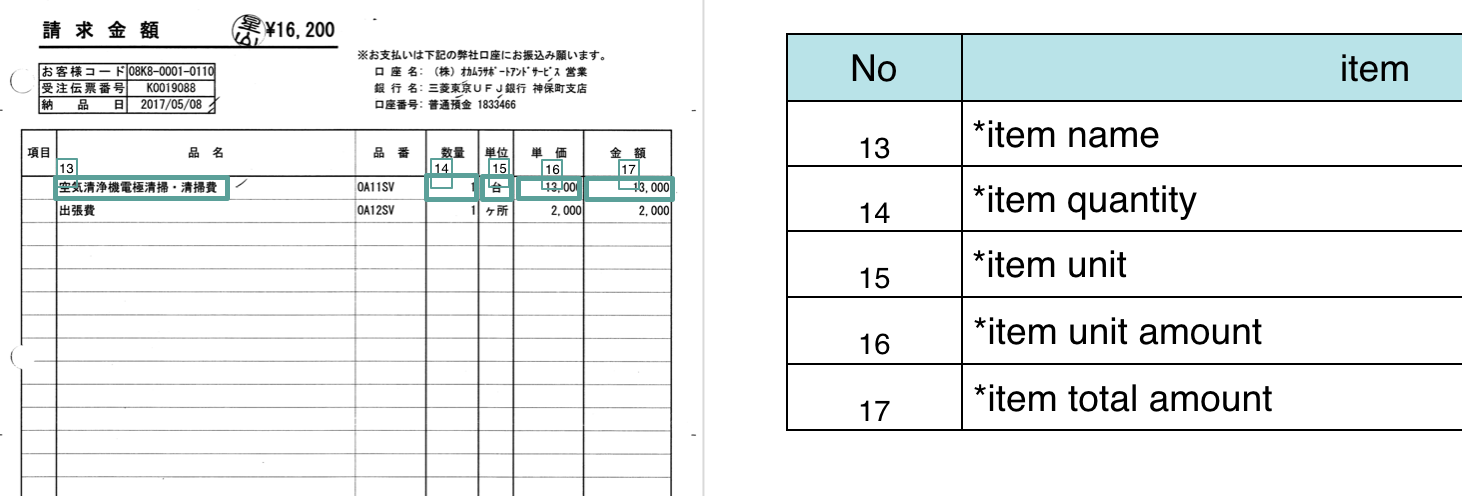 請求金額 ¥16,200
※お支払いは下記の弊社口座にお振込み願います。
口座名: (株) オカムラサポートアンドサービス 営業
銀行名: 三菱東京UFJ銀行 神保町支店
口座番号: 普通預金 1833466
お客様コード 08K8-0001-0110
受注伝票番号 K0019088
納品日 2017/05/08
項目 品名 品番 数量 単位 単価 金額
13 14 15 16 17
空気清浄機電極清掃・清掃費 OA11SV 1 台 13,000 13,000
出張費 OA12SV 1 ヶ所 2,000 2,000
No item
13 *item name
14 *item quantity
15 *item unit
16 *item unit amount
17 *item total amount